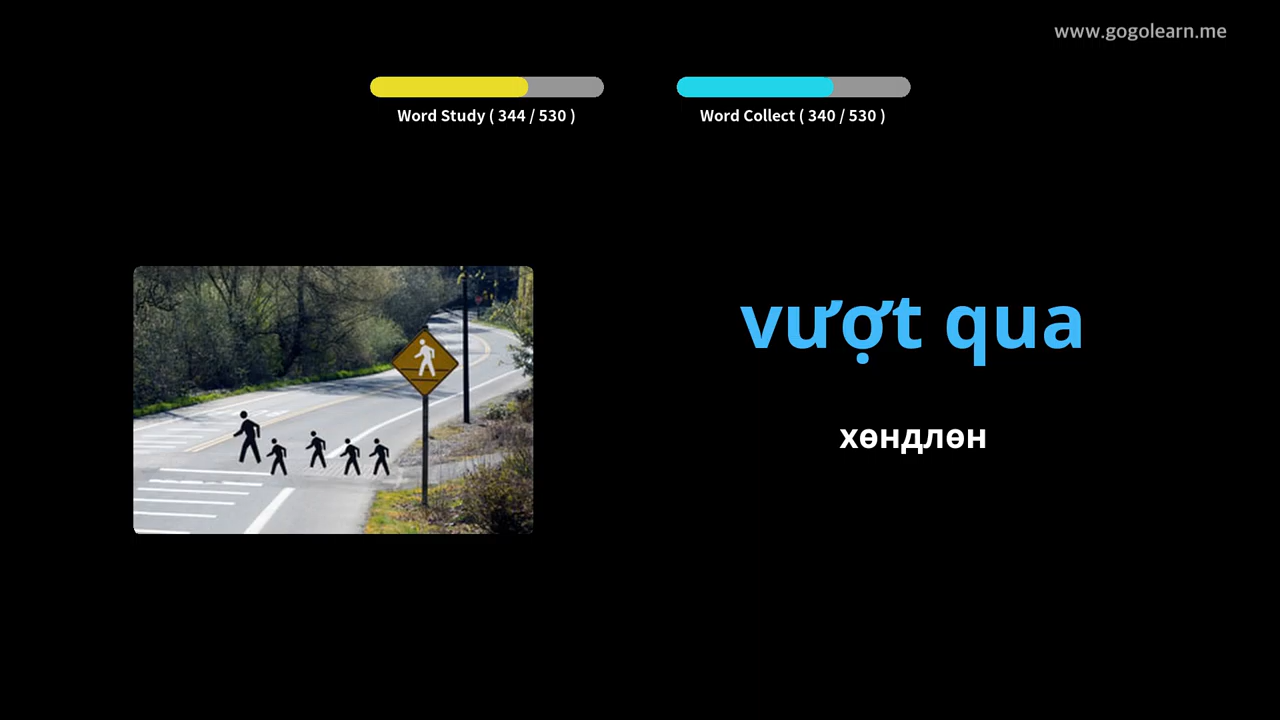 www.gogolearn.me
Word Study ( 344 / 530 )
Word Collect ( 340 / 530 )
vượt qua
хөндлөн